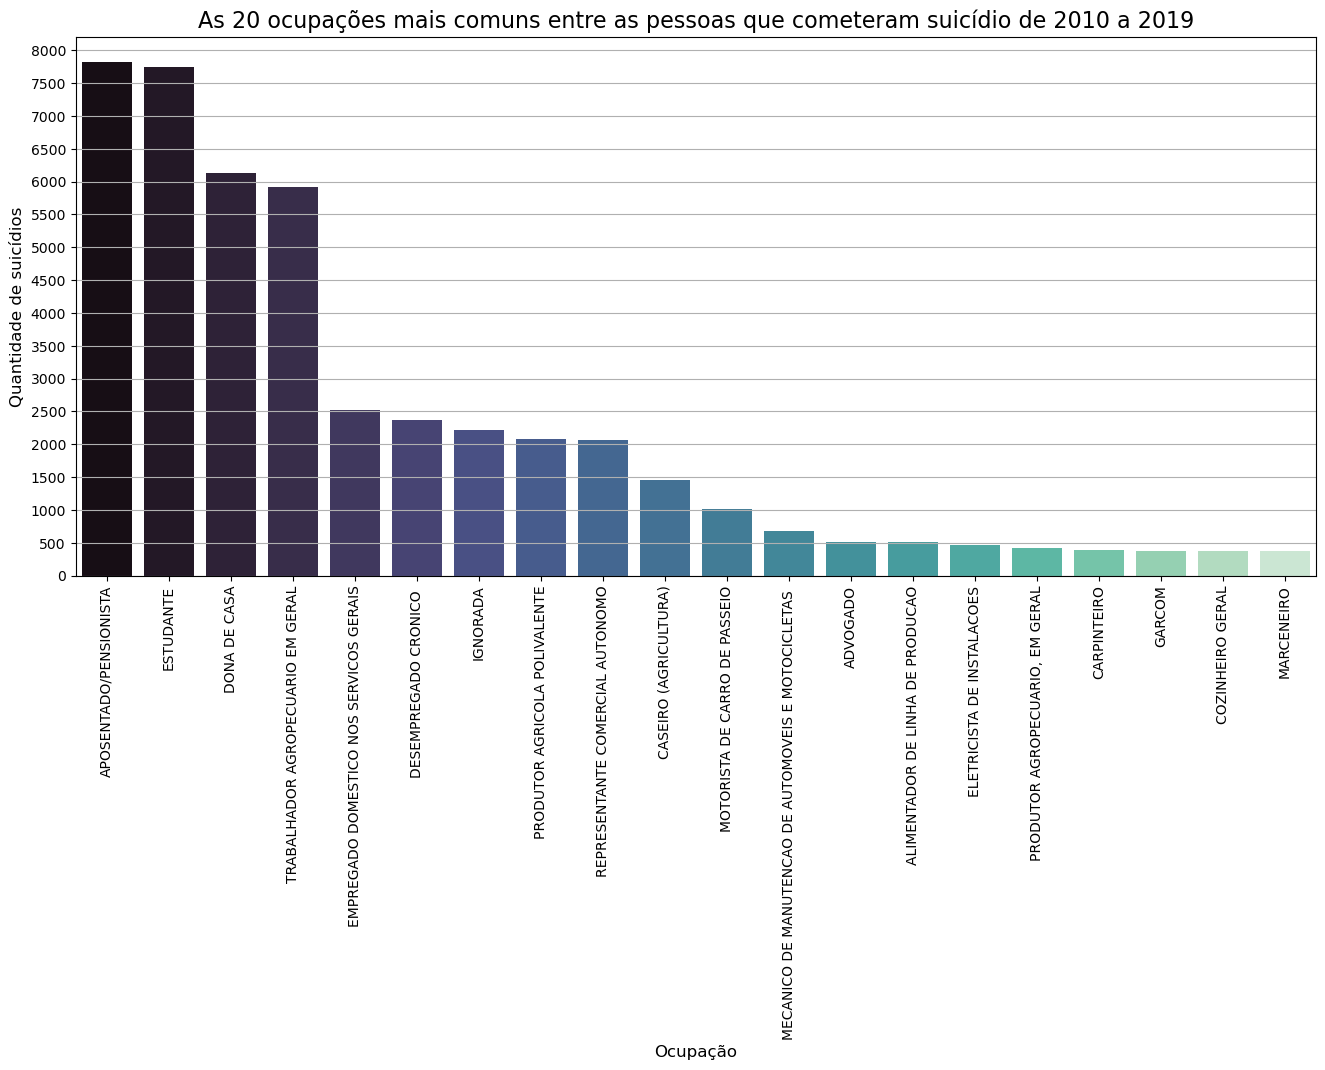 As 20 ocupações mais comuns entre as pessoas que cometeram suicídio de 2010 a 2019
Quantidade de suicídios
8000
7500
7000
6500
6000
5500
5000
4500
4000
3500
3000
2500
2000
1500
1000
500
0
APOSENTADO/PENSIONISTA
ESTUDANTE
DONA DE CASA
TRABALHADOR AGROPECUARIO EM GERAL
EMPREGADO DOMESTICO NOS SERVICOS GERAIS
DESEMPREGADO CRONICO
IGNORADA
PRODUTOR AGRICOLA POLIVALENTE
REPRESENTANTE COMERCIAL AUTONOMO
CASEIRO (AGRICULTURA)
MOTORISTA DE CARRO DE PASSEIO
MECANICO DE MANUTENCAO DE AUTOMOVEIS E MOTOCICLETAS
ADVOGADO
ALIMENTADOR DE LINHA DE PRODUCAO
ELETRICISTA DE INSTALACOES
PRODUTOR AGROPECUARIO, EM GERAL
CARPINTEIRO
GARCOM
COZINHEIRO GERAL
MARCENEIRO
Ocupação